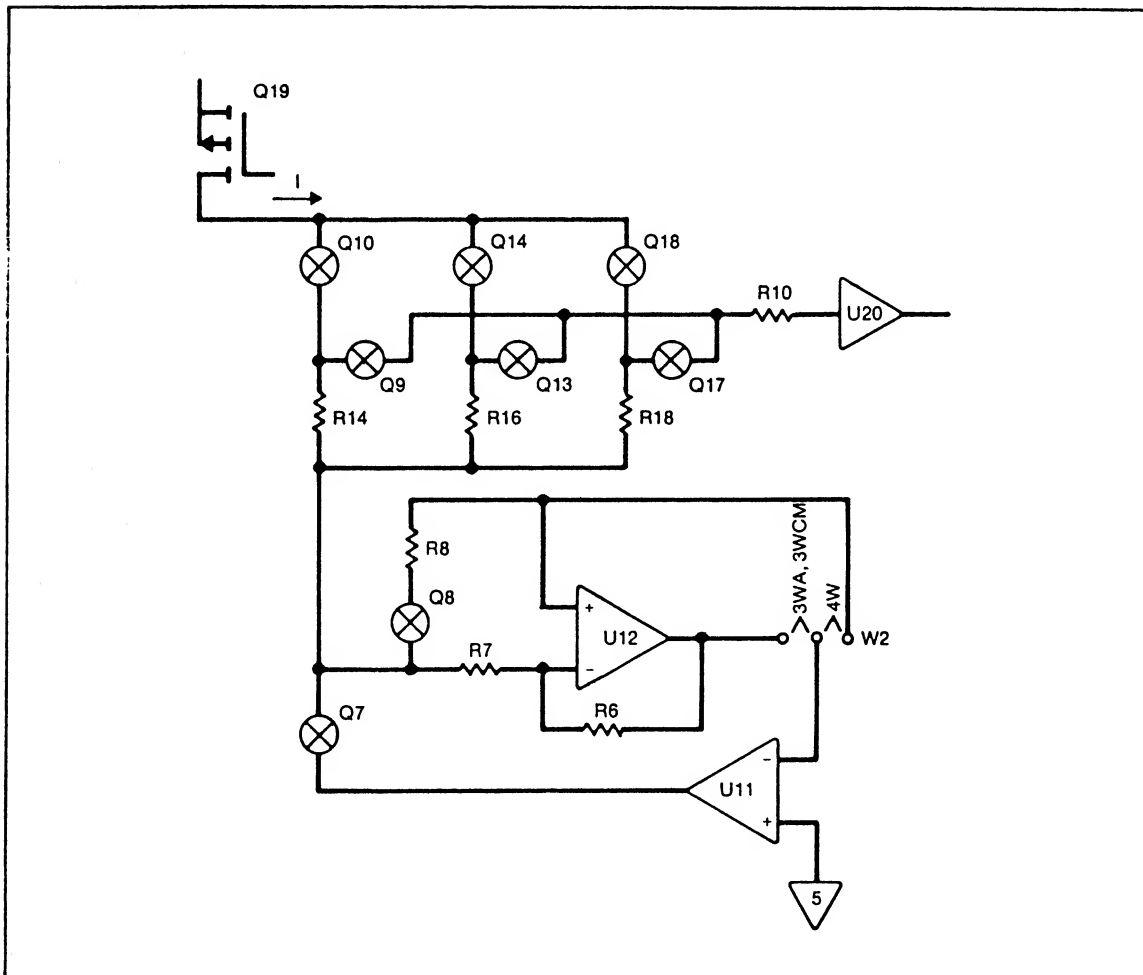 Q19
I
Q10
Q14
Q18
R10
U20
Q9
Q13
Q17
R14
R16
R18
R8
3WA, 3WCM
4W
Q8
U12
+
−
W2
R7
R6
Q7
U11
−
+
5